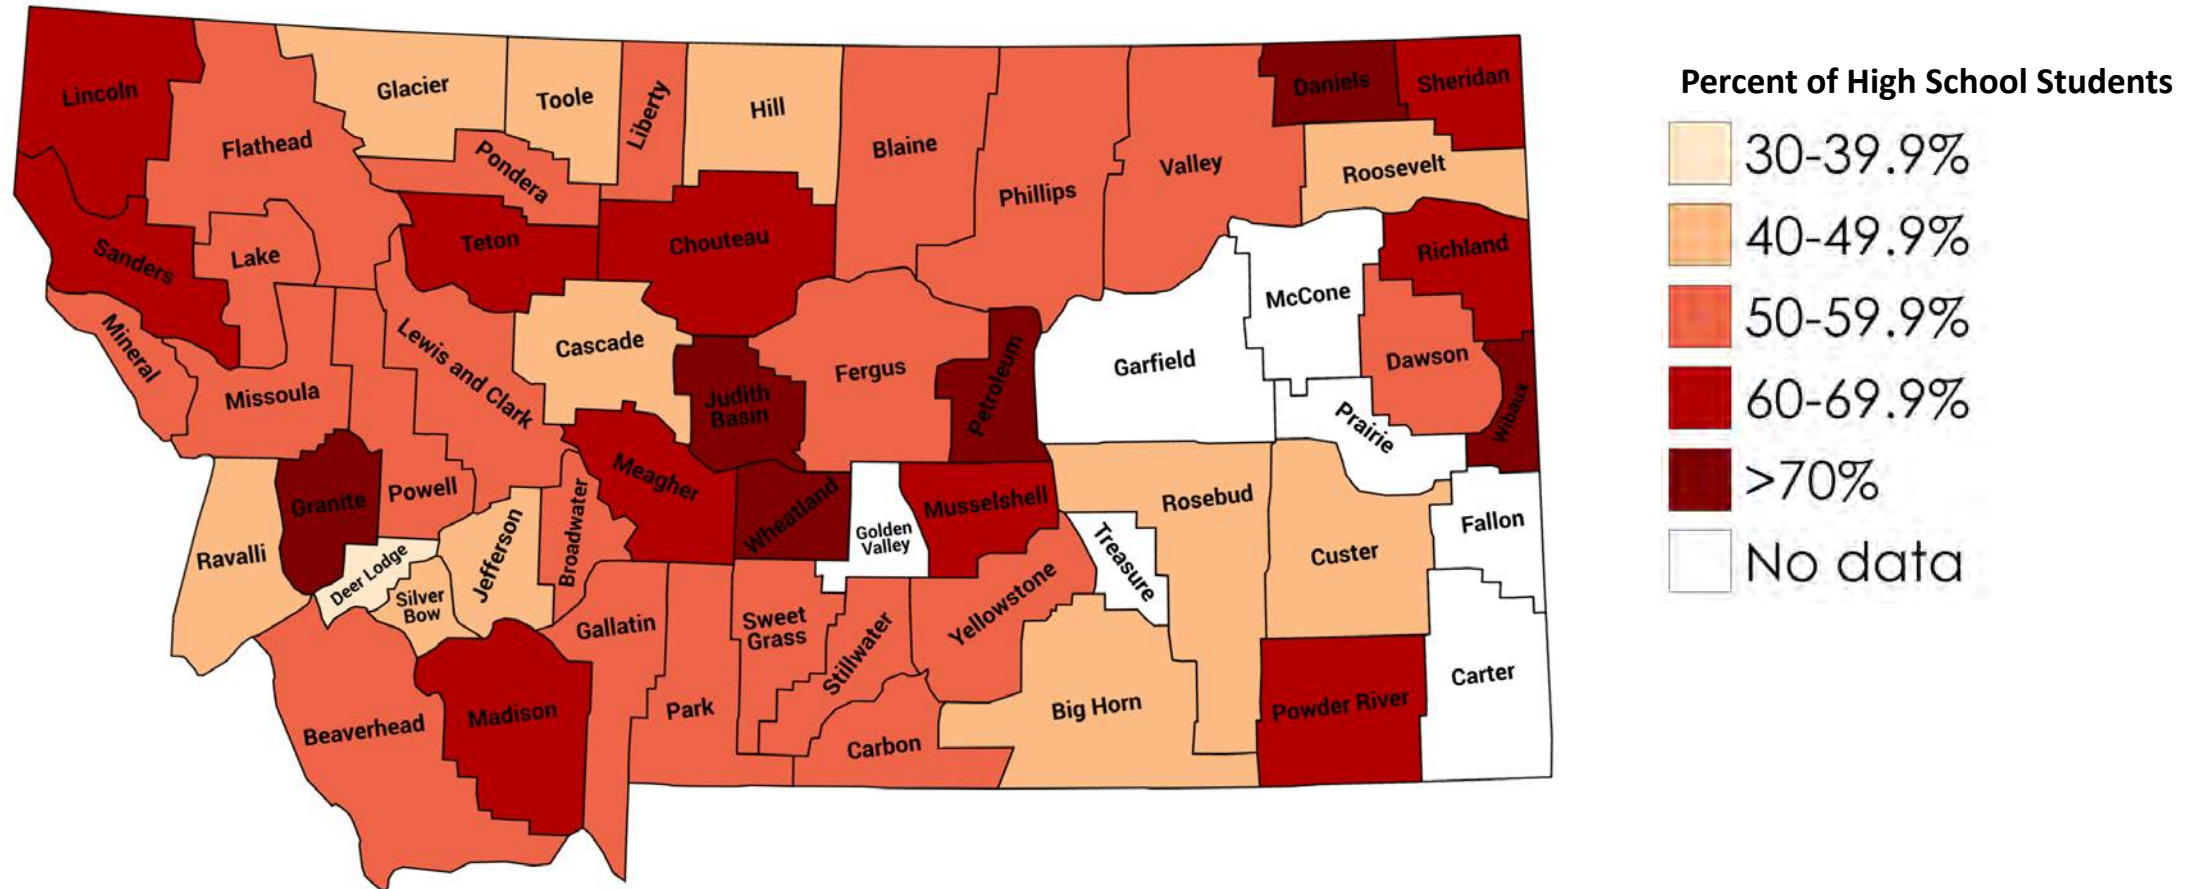 Lincoln
Flathead
Glacier
Toole
Liberty
Hill
Blaine
Phillips
Valley
Daniels
Sheridan
Roosevelt
Pondera
Sanders
Lake
Teton
Chouteau
McCone
Richland
Mineral
Missoula
Lewis and Clark
Cascade
Judith
Basin
Fergus
Petroleum
Garfield
Dawson
Prairie
Wibaux
Granite
Powell
Meagher
Broadwater
Wheatland
Golden
Valley
Musselshell
Rosebud
Treasure
Custer
Fallon
Ravalli
Deer Lodge
Silver
Bow
Jefferson
Gallatin
Sweet
Grass
Stillwater
Yellowstone
Beaverhead
Madison
Park
Carbon
Big Horn
Powder River
Carter
Percent of High School Students
30-39.9%
40-49.9%
50-59.9%
60-69.9%
>70%
No data